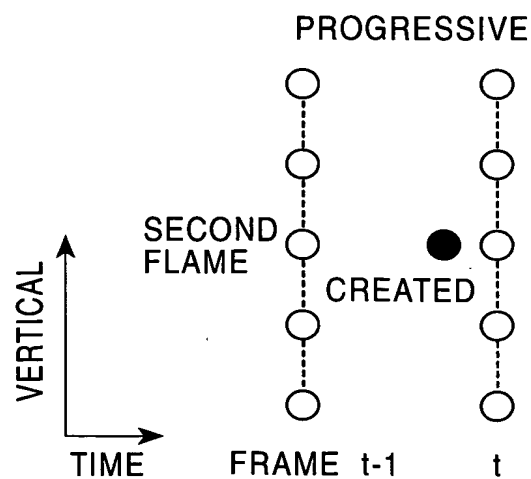 PROGRESSIVE
SECOND
FLAME
CREATED
VERTICAL
TIME
FRAME t-1
t